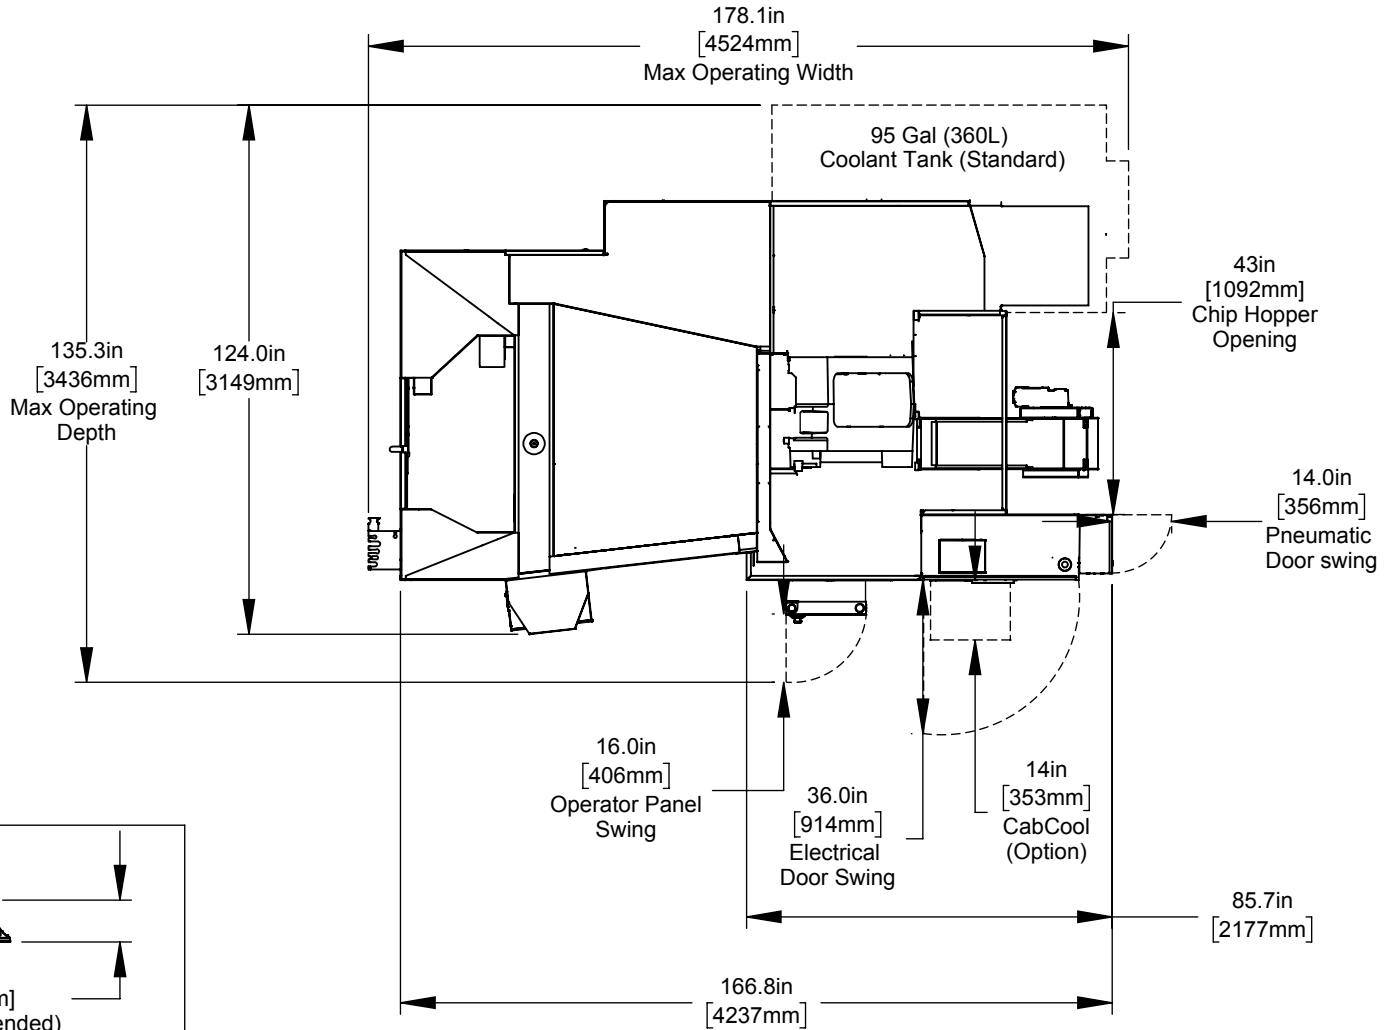 178.1in
[4524mm]
Max Operating Width
95 Gal (360L)
Coolant Tank (Standard)
43in
[1092mm]
Chip Hopper
Opening
135.3in
[3436mm]
Max Operating
Depth
124.0in
[3149mm]
14.0in
[356mm]
Pneumatic
Door swing
16.0in
[406mm]
Operator Panel
Swing
36.0in
[914mm]
Electrical
Door Swing
14in
[353mm]
CabCool
(Option)
85.7in
[2177mm]
166.8in
[4237mm]